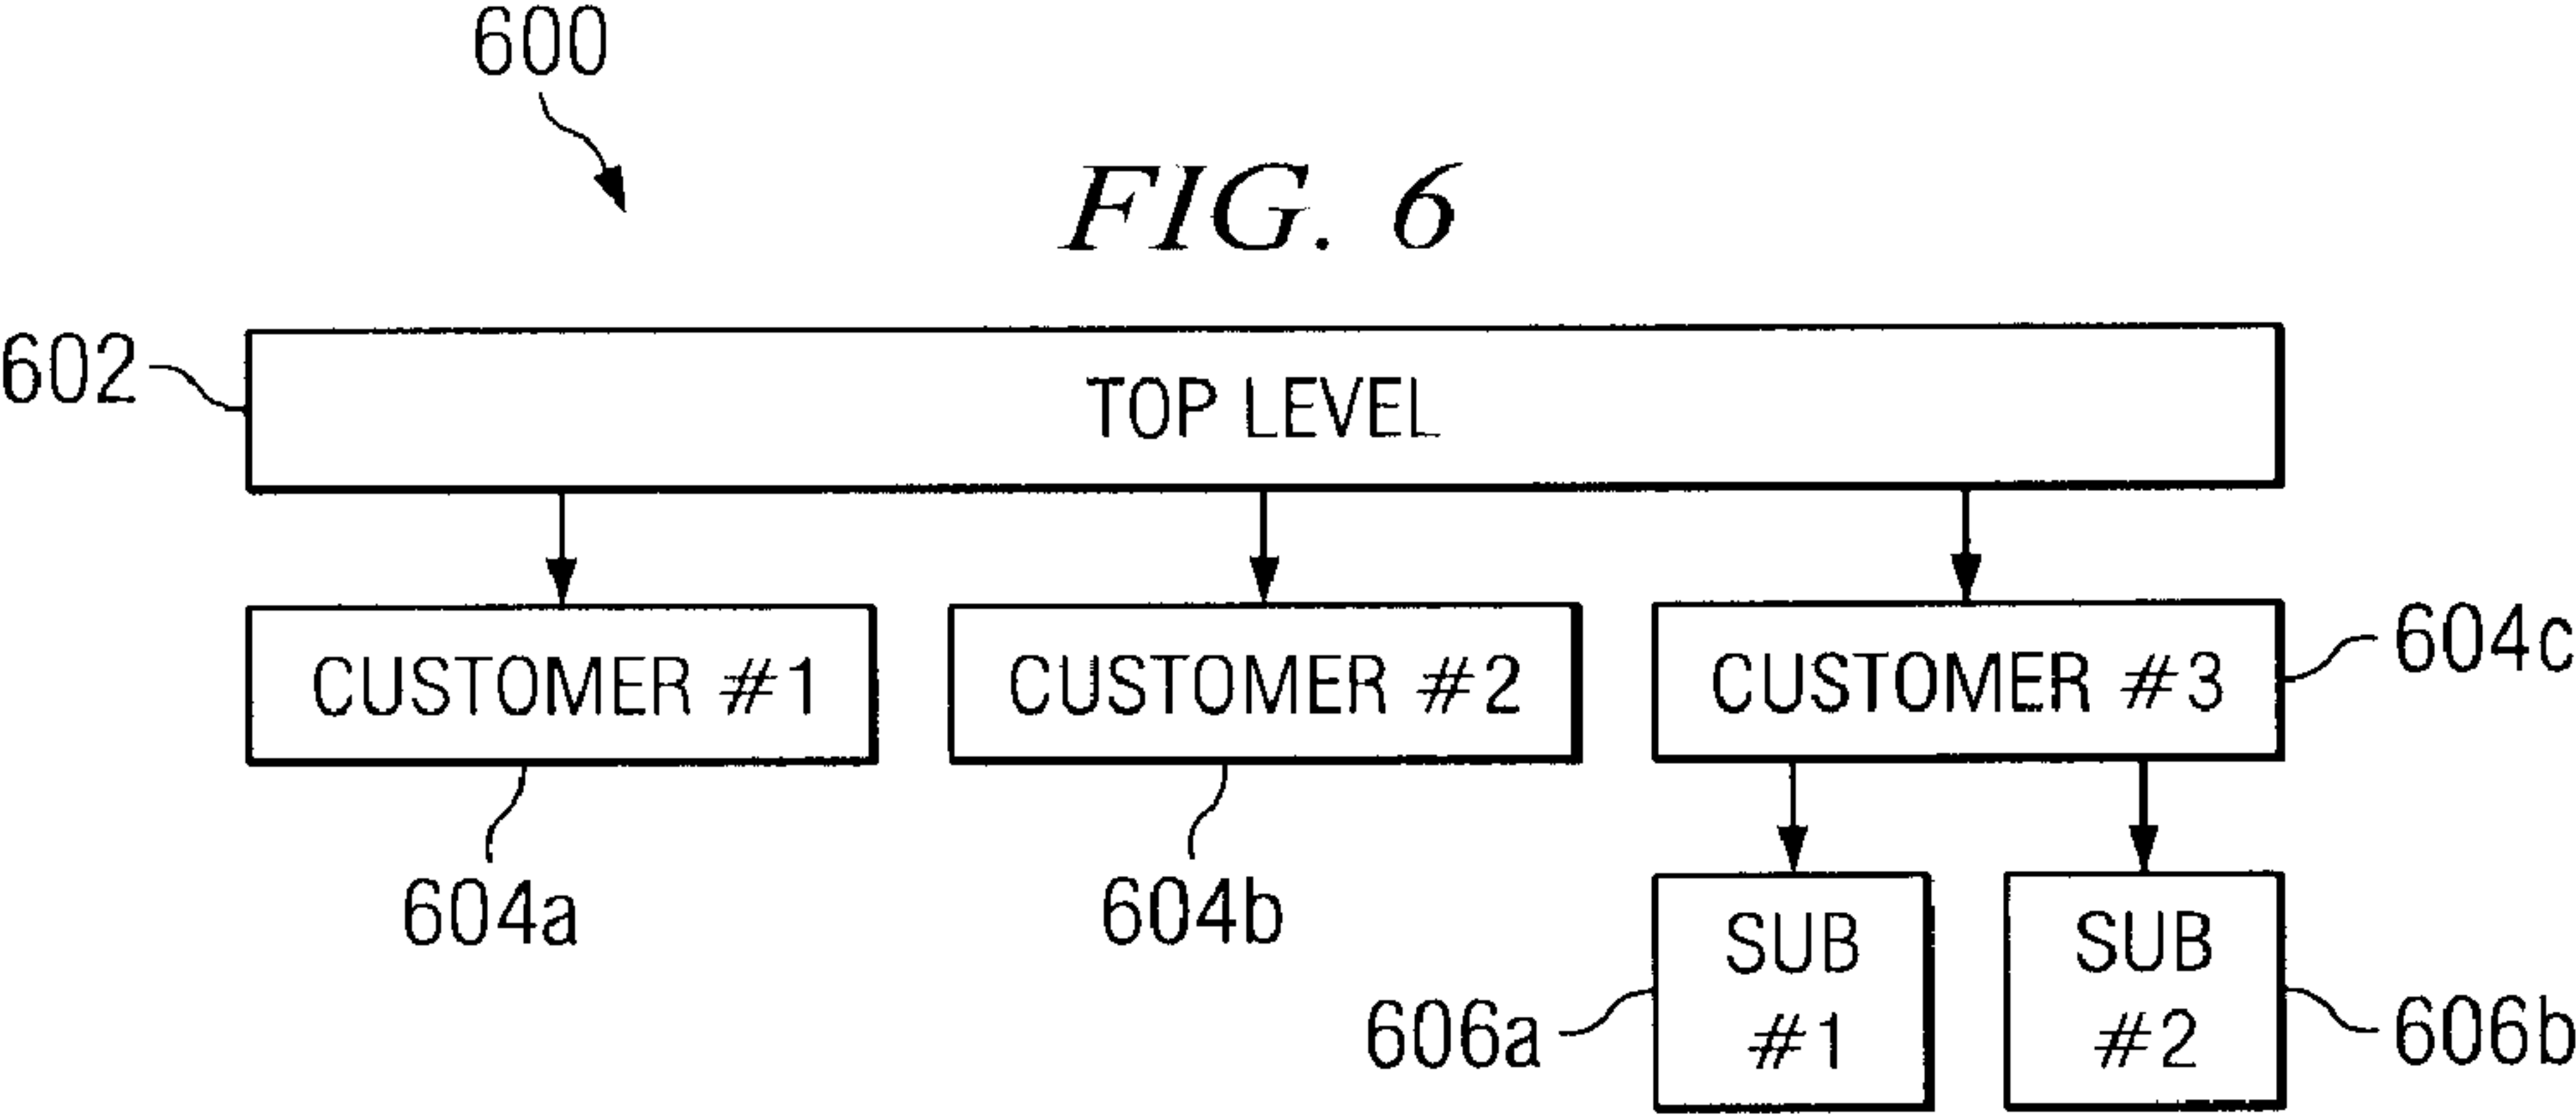 600
FIG. 6
602
TOP LEVEL
CUSTOMER #1
CUSTOMER #2
CUSTOMER #3
604c
604a
604b
SUB
#1
SUB
#2
606a
606b